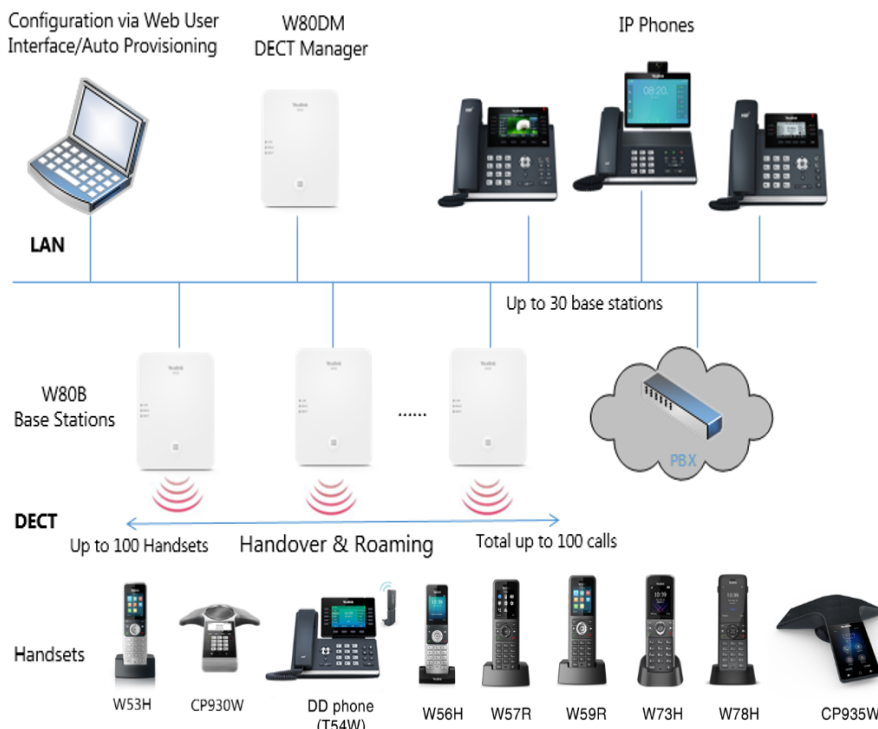 Configuration via Web User
Interface/Auto Provisioning
W80DM
DECT Manager
IP Phones
LAN
Up to 30 base stations
W80B
Base Stations
......
PBX
DECT
Up to 100 Handsets
Handover & Roaming
Total up to 100 calls
Handsets
W53H
CP930W
DD phone
(T54W)
W56H
W57R
W59R
W73H
W78H
CP935W